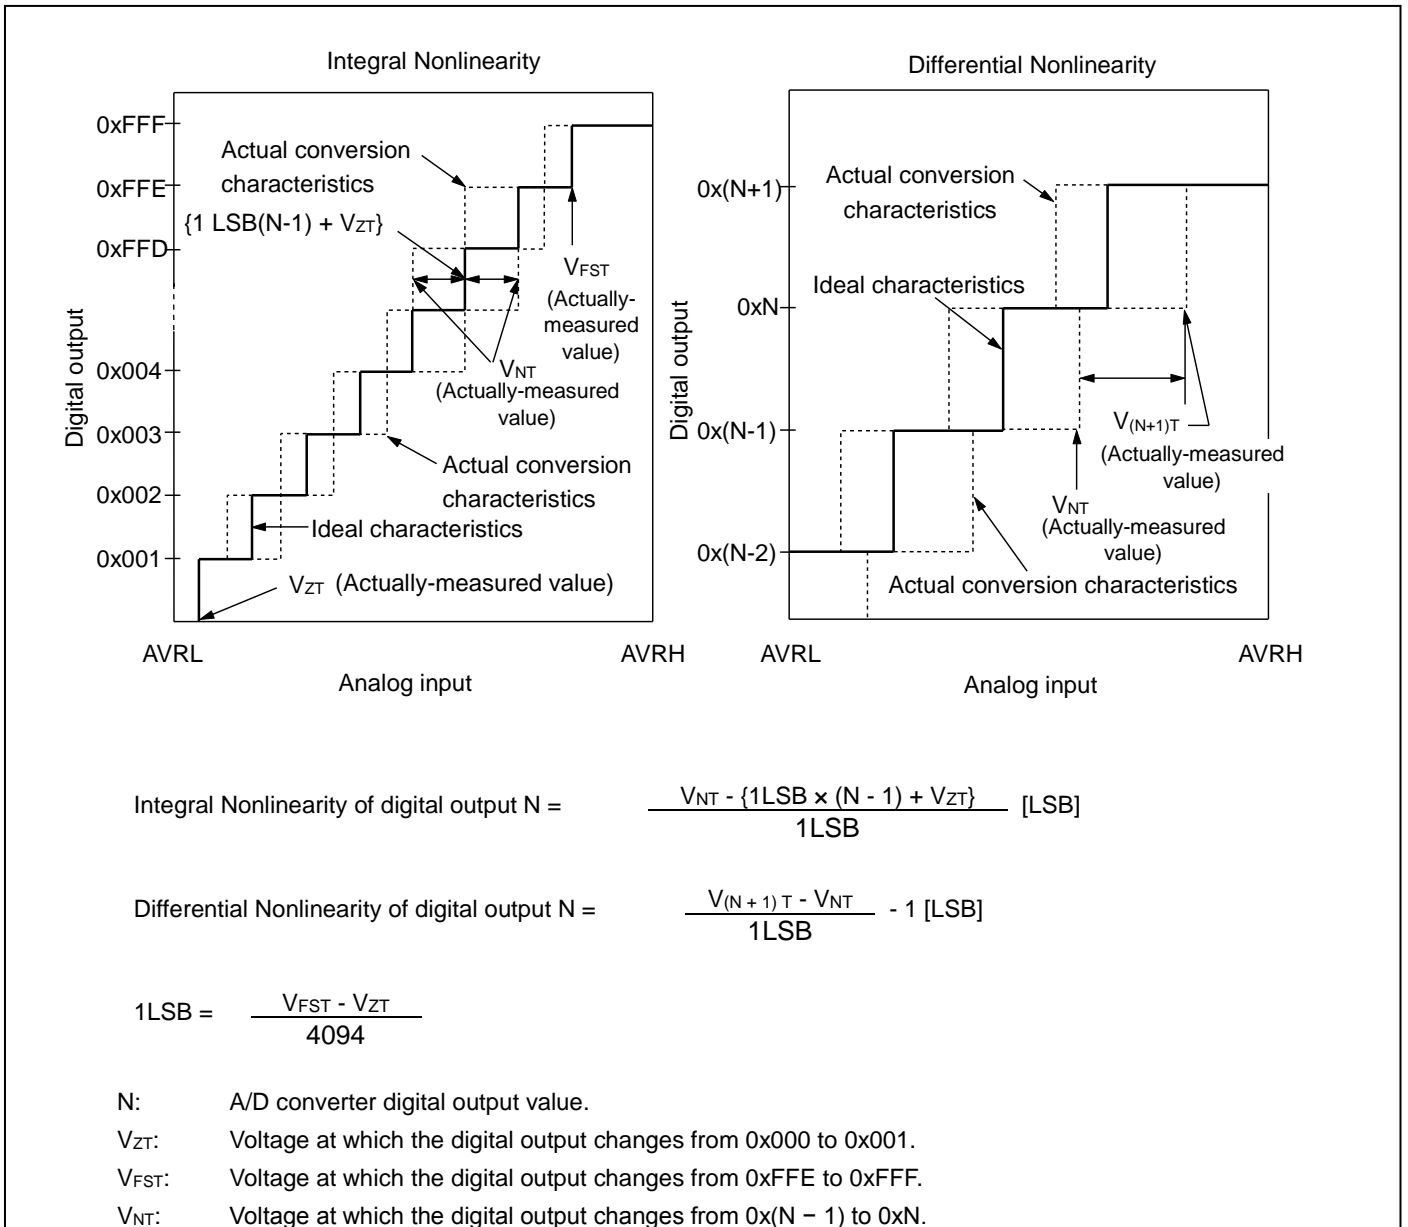 Integral Nonlinearity
0xFFF
0xFFE
0xFFD
0x004
0x003
0x002
0x001
Digital output
Actual conversion
characteristics
{1 LSB(N-1) + VZT}
VFST
(Actually-
measured
value)
VNT
(Actually-measured
value)
Actual conversion
characteristics
Ideal characteristics
VZT (Actually-measured value)
AVRL
AVRH
Analog input
Differential Nonlinearity
0x(N+1)
0xN
0x(N-1)
0x(N-2)
Digital output
Actual conversion
characteristics
Ideal characteristics
V(N+1)T
(Actually-measured
value)
VNT
(Actually-measured
value)
Actual conversion characteristics
AVRL
AVRH
Analog input
Integral Nonlinearity of digital output N =
VNT - {1LSB × (N - 1) + VZT}
1LSB
[LSB]
Differential Nonlinearity of digital output N =
V(N + 1) T - VNT
1LSB
- 1 [LSB]
1LSB =
VFST - VZT
4094
N: A/D converter digital output value.
VZT: Voltage at which the digital output changes from 0x000 to 0x001.
VFST: Voltage at which the digital output changes from 0xFFE to 0xFFF.
VNT: Voltage at which the digital output changes from 0x(N − 1) to 0xN.